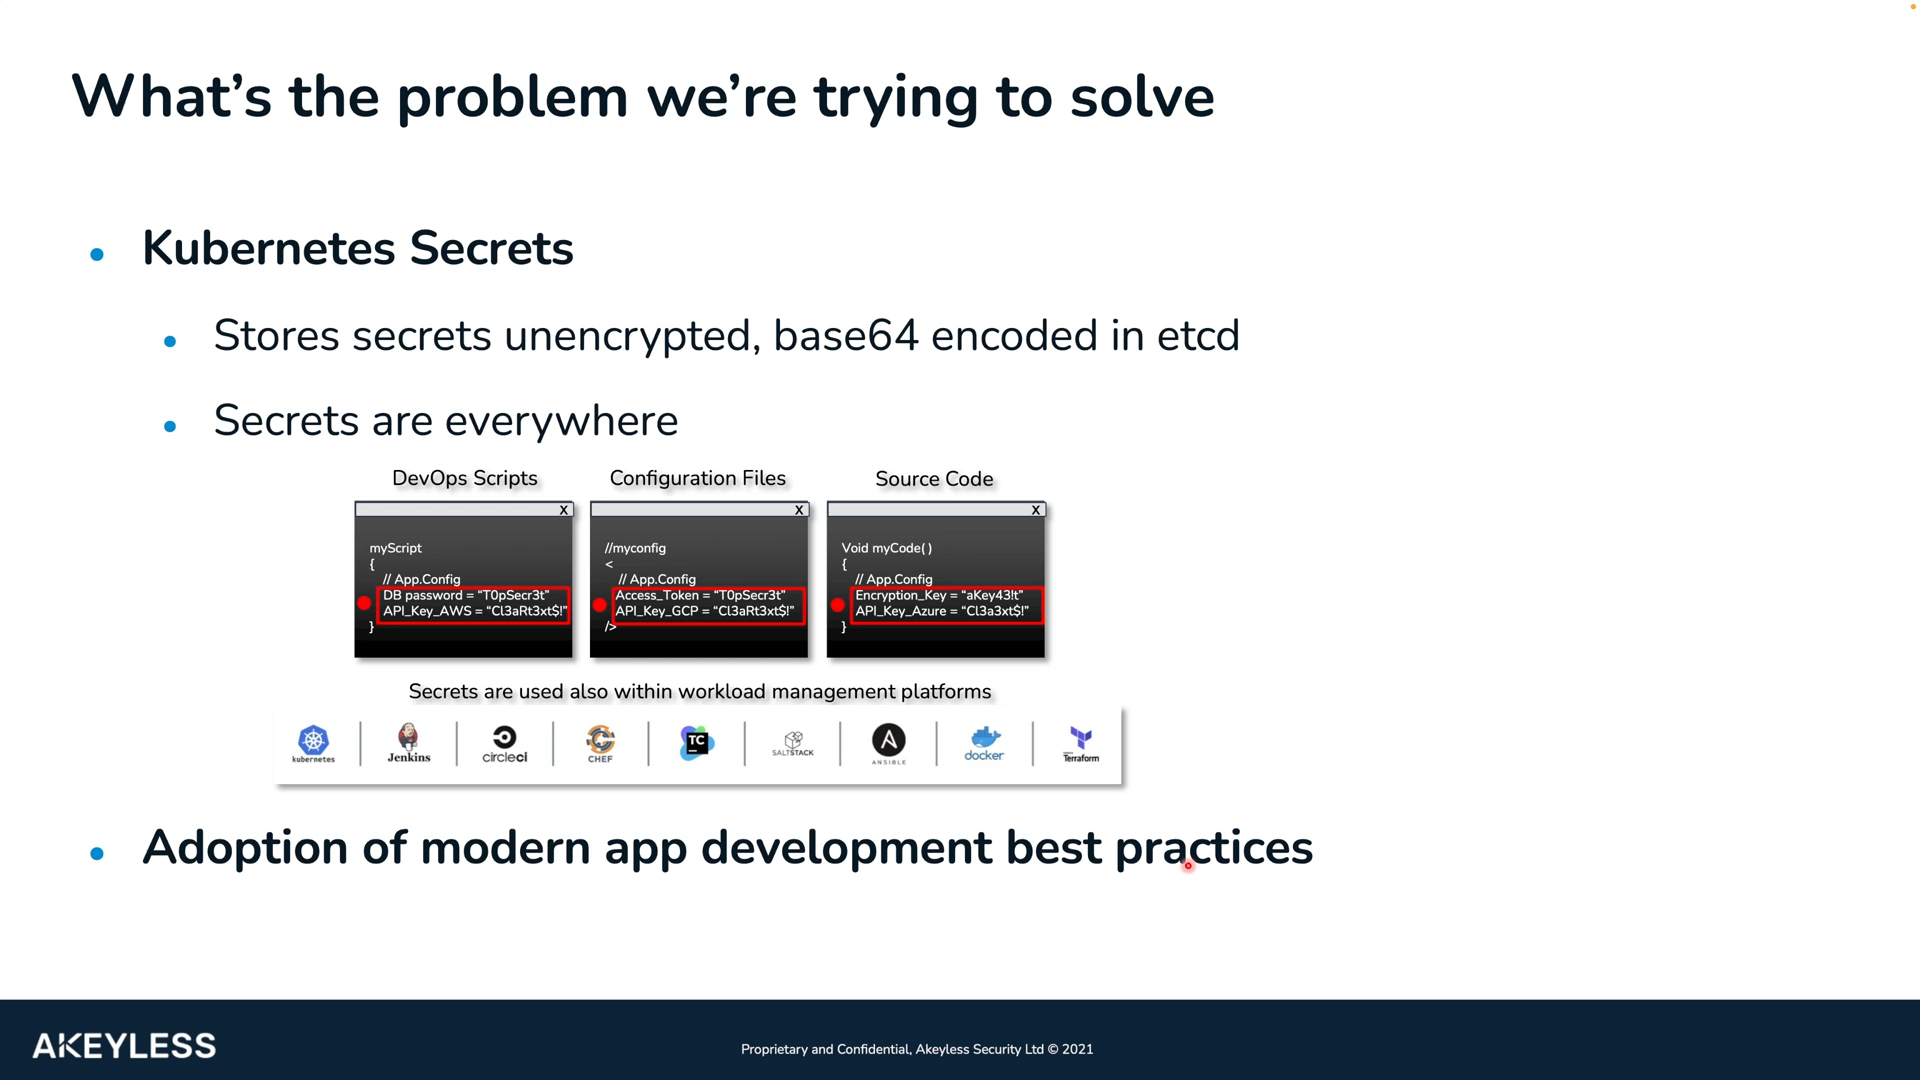 What’s the problem we’re trying to solve
Kubernetes Secrets
Stores secrets unencrypted, base64 encoded in etcd
Secrets are everywhere
DevOps Scripts
X
myScript
{
// App.Config
DB password = “T0pSecr3t”
API_Key_AWS = “Cl3aRt3xt$!”
}
Configuration Files
X
//myconfig
<
// App.Config
Access_Token = “T0pSecr3t”
API_Key_GCP = “Cl3aRt3xt$!”
/>
Source Code
X
Void myCode( )
{
// App.Config
Encryption_Key = “aKey43!t”
API_Key_Azure = “Cl3a3xt$!”
}
Secrets are used also within workload management platforms
kubernetes
Jenkins
circleci
CHEF
TC
SALTSTACK
ANSIBLE
docker
Terraform
Adoption of modern app development best practices
AKEYLESS
Proprietary and Confidential, Akeyless Security Ltd © 2021